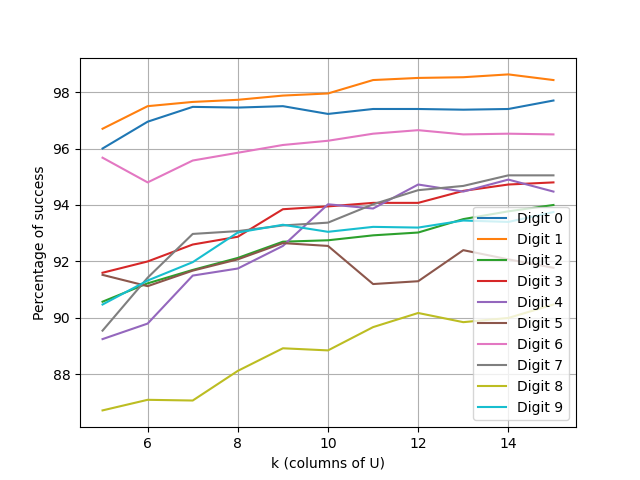 98
96
94
92
90
88
6
8
10
12
14
Percentage of success
k (columns of U)
Digit 0
Digit 1
Digit 2
Digit 3
Digit 4
Digit 5
Digit 6
Digit 7
Digit 8
Digit 9